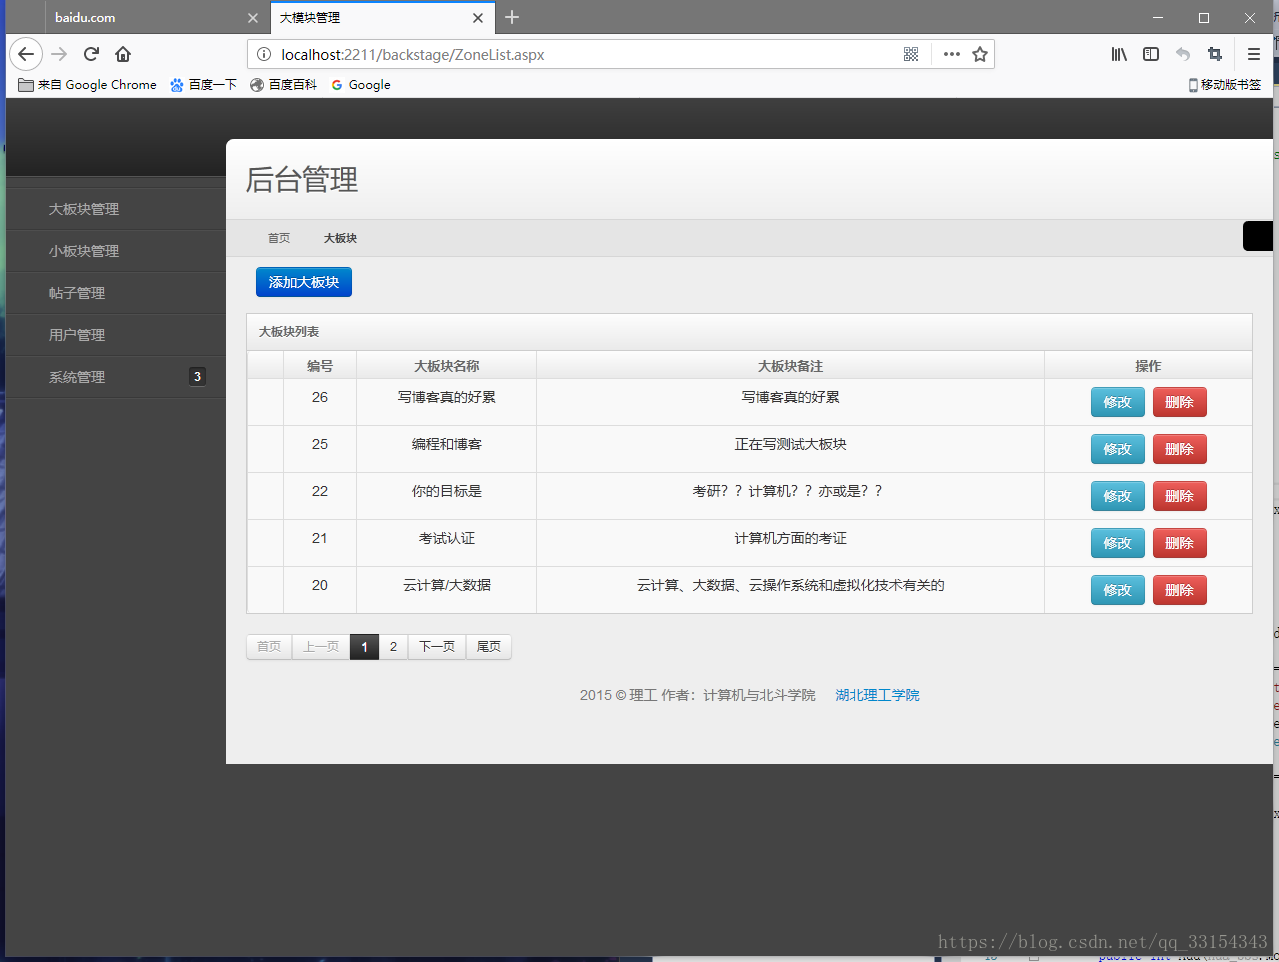 baidu.com
大模块管理
localhost:2211/backstage/ZoneList.aspx
来自 Google Chrome
百度一下
百度百科
Google
移动版书签
后台管理
大板块管理
小板块管理
帖子管理
用户管理
系统管理 3
首页 大板块
添加大板块
大板块列表
编号 大板块名称 大板块备注 操作
26 写博客真的好累 写博客真的好累 修改 删除
25 编程和博客 正在写测试大板块 修改 删除
22 你的目标是 考研？？计算机？？亦或是？？ 修改 删除
21 考试认证 计算机方面的考证 修改 删除
20 云计算/大数据 云计算、大数据、云操作系统和虚拟化技术有关的 修改 删除
首页 上一页 1 2 下一页 尾页
2015 © 理工 作者：计算机与北斗学院 湖北理工学院
https://blog.csdn.net/qq_33154343